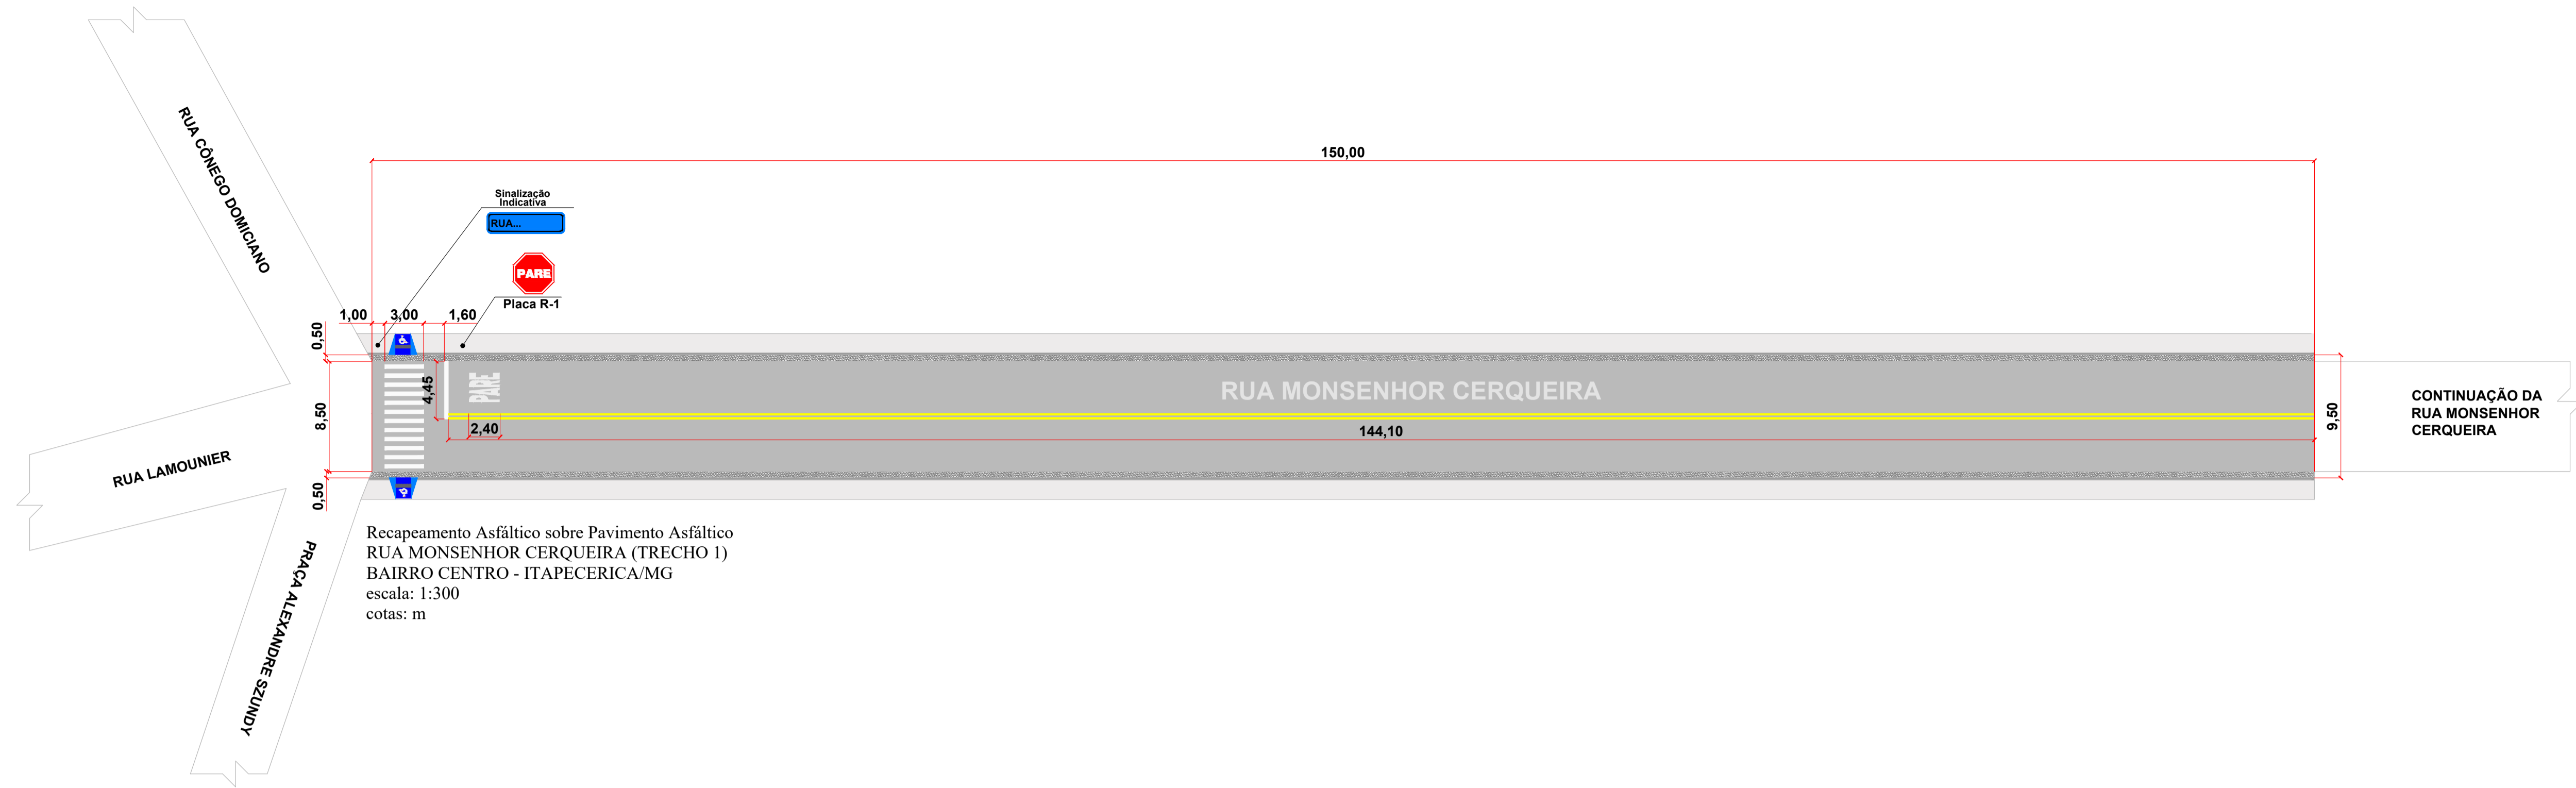 RUA CÔNEGO DOMICIANO
150,00
Sinalização
Indicativa
RUA...
PARE
Placa R-1
1,00
3,00
1,60
0,50
4,45
PARE
RUA MONSENHOR CERQUEIRA
8,50
2,40
144,10
9,50
CONTINUAÇÃO DA
RUA MONSENHOR
CERQUEIRA
RUA LAMOUNIER
0,50
PRAÇA ALEXANDRE SZUNDY
Recapeamento Asfáltico sobre Pavimento Asfáltico
RUA MONSENHOR CERQUEIRA (TRECHO 1)
BAIRRO CENTRO - ITAPECERICA/MG
escala: 1:300
cotas: m